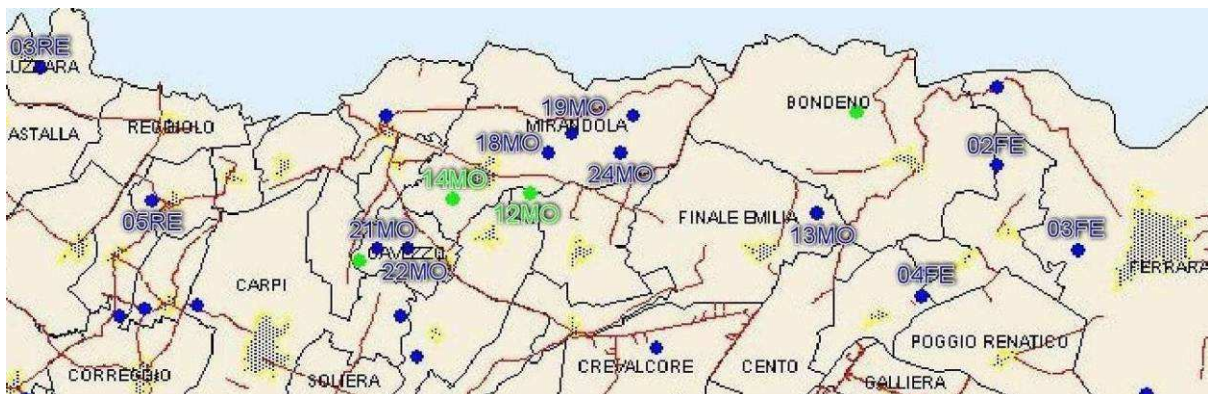 03RE
LUZZARA
ASTALLA
REGGIOLO
19MO
MIRANDOLA
BONDENO
18MO
24MO
02FE
14MO
12MO
05RE
21MO
CAVEZZO
22MO
FINALE EMILIA
13MO
03FE
FERRARA
04FE
CARPI
POGGIO RENATICO
CORREGGIO
SOLIERA
CREVALCORE
CENTO
GALLIERA